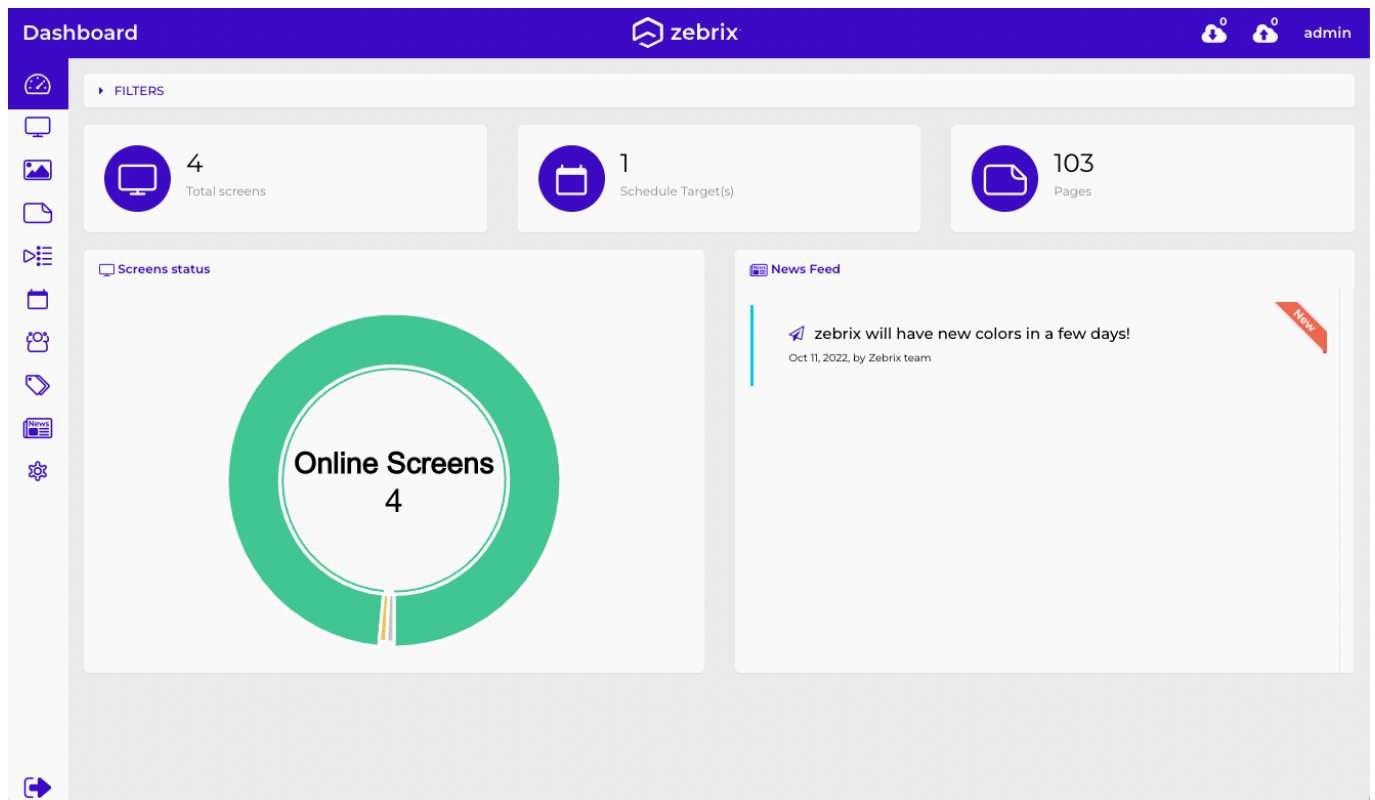 Dashboard
zebrix
0
0
admin
FILTERS
4
Total screens
1
Schedule Target(s)
103
Pages
Screens status
Online Screens
4
News
News Feed
New
zebrix will have new colors in a few days!
Oct 11, 2022, by Zebrix team
News